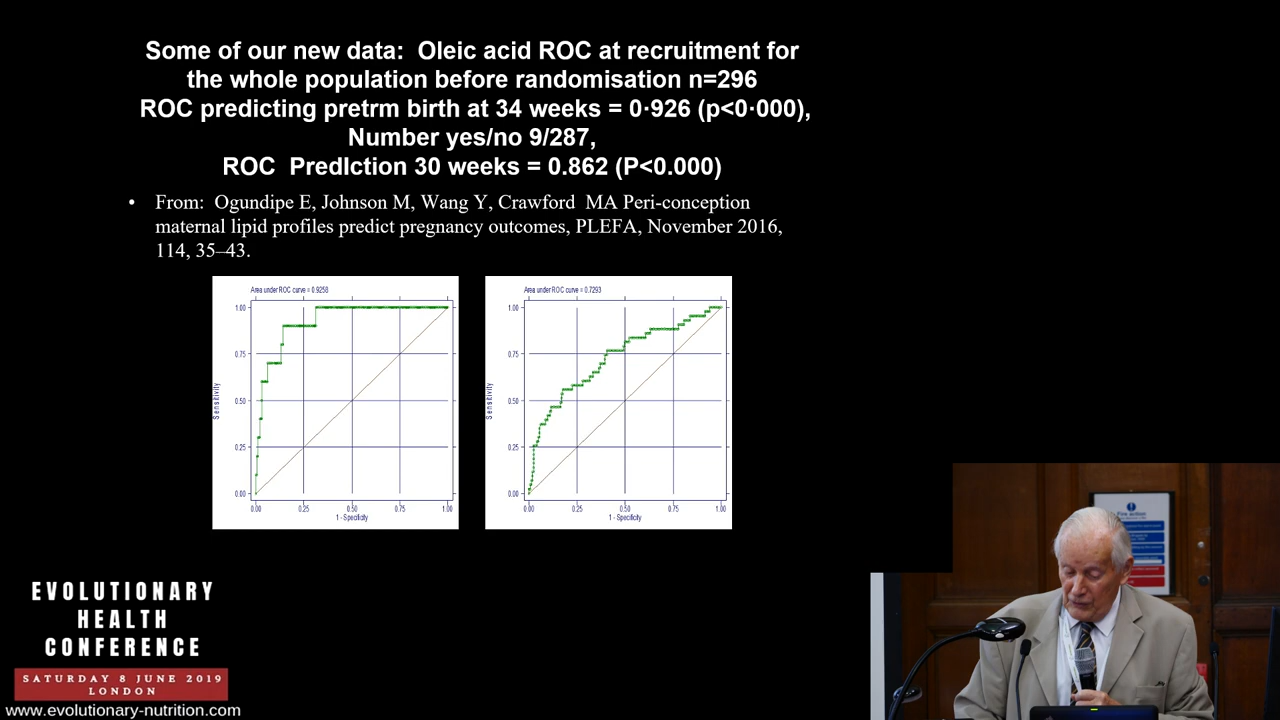 Some of our new data: Oleic acid ROC at recruitment for
the whole population before randomisation n=296
ROC predicting pretrm birth at 34 weeks = 0·926 (p<0·000),
Number yes/no 9/287,
ROC PredIction 30 weeks = 0.862 (P<0.000)
• From: Ogundipe E, Johnson M, Wang Y, Crawford MA Peri-conception
maternal lipid profiles predict pregnancy outcomes, PLEFA, November 2016,
114, 35–43.
Area under ROC curve = 0.9258
1.00
0.75
0.50
0.25
0.00
Sensitivity
0.00 0.25 0.50 0.75 1.00
1 - Specificity
Area under ROC curve = 0.7293
1.00
0.75
0.50
0.25
0.00
Sensitivity
0.00 0.25 0.50 0.75 1.00
1 - Specificity
Fire action
EVOLUTIONARY
HEALTH
CONFERENCE
SATURDAY 8 JUNE 2019
LONDON
www.evolutionary-nutrition.com